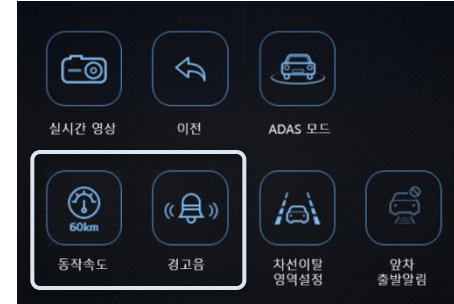 실시간 영상
이전
ADAS 모드
60km
동작속도
경고음
차선이탈
영역설정
앞차
출발알림